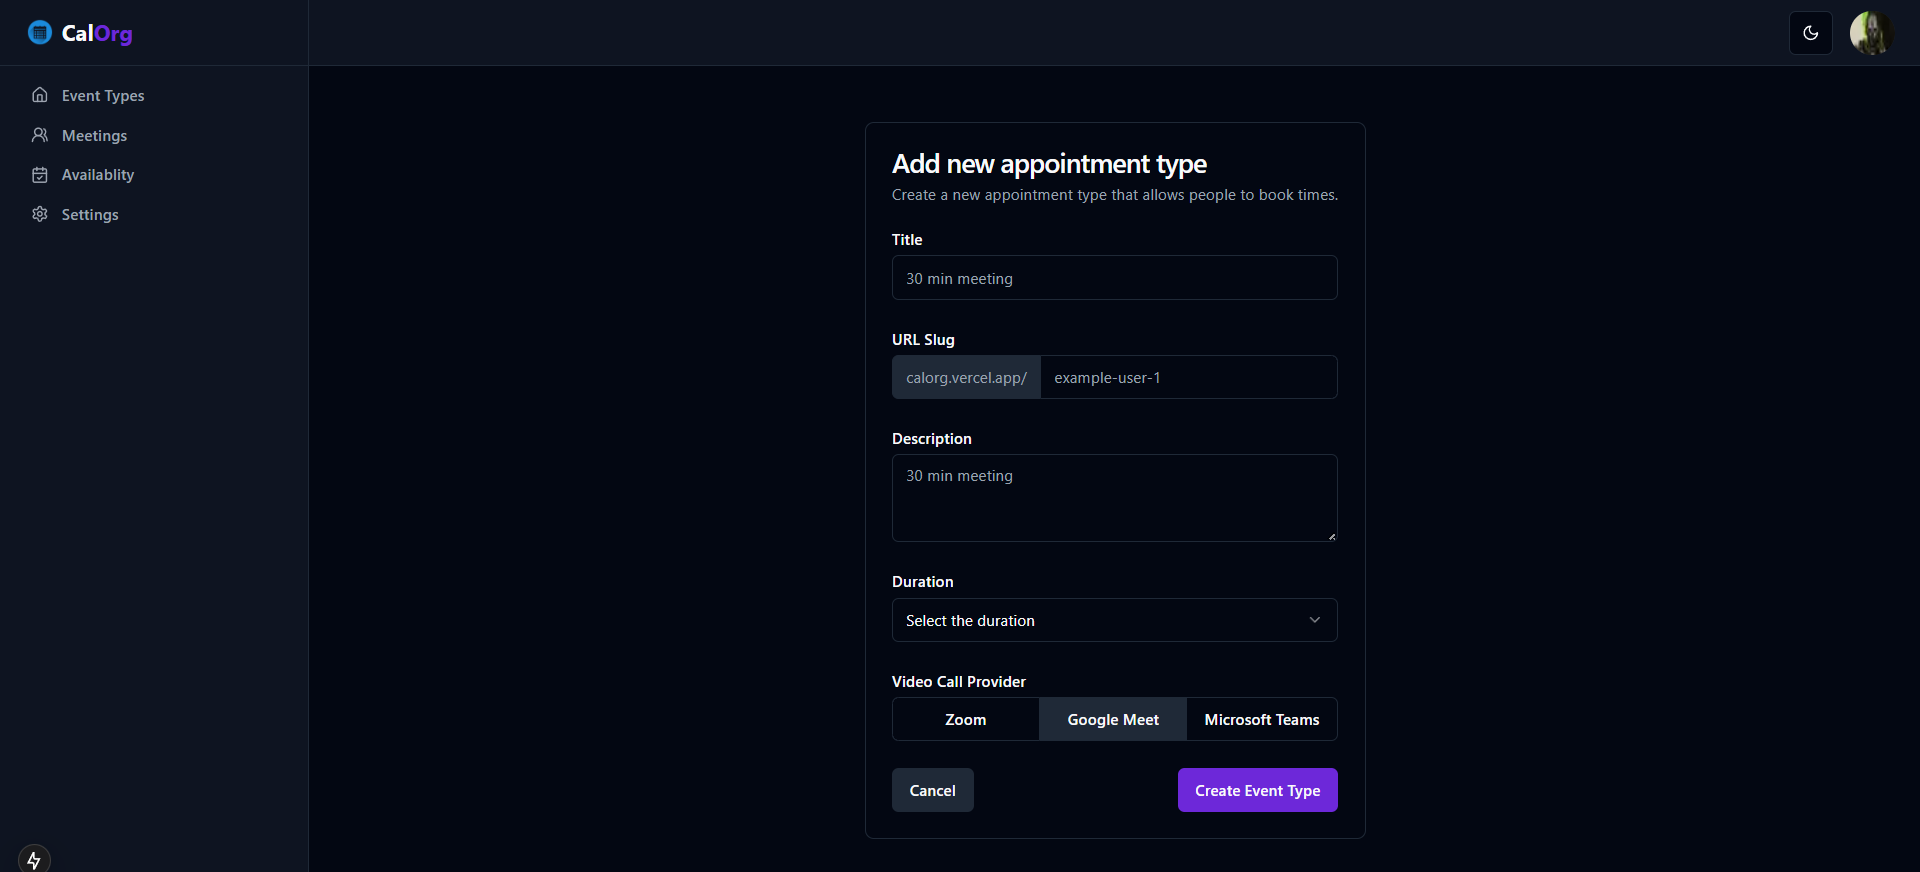 CalOrg
Event Types
Meetings
Availablity
Settings
Add new appointment type
Create a new appointment type that allows people to book times.
Title
30 min meeting
URL Slug
calorg.vercel.app/ example-user-1
Description
30 min meeting
Duration
Select the duration
Video Call Provider
Zoom Google Meet Microsoft Teams
Cancel Create Event Type